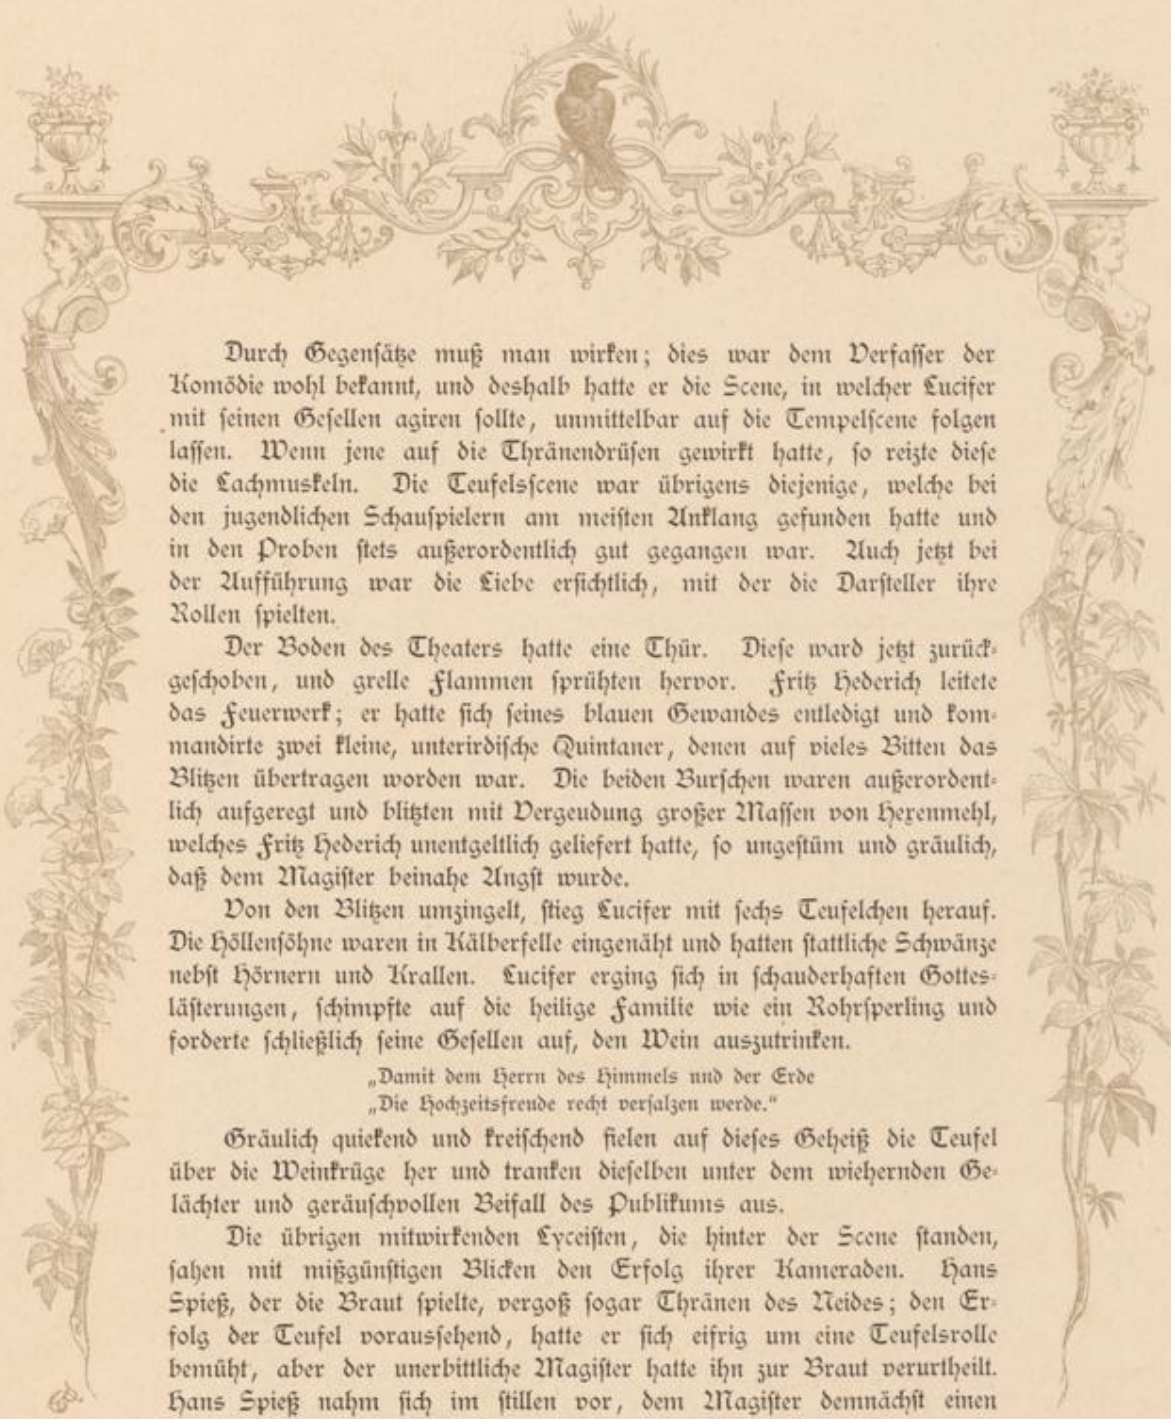 Durch Gegensätze muß man wirken; dies war dem Verfasser der
Komödie wohl bekannt, und deshalb hatte er die Scene, in welcher Lucifer
mit seinen Gesellen agiren sollte, unmittelbar auf die Tempelscene folgen
lassen. Wenn jene auf die Thränendrüsen gewirkt hatte, so reizte diese
die Lachmuskeln. Die Teufelsscene war übrigens diejenige, welche bei
den jugendlichen Schauspielern am meisten Anklang gefunden hatte und
in den Proben stets außerordentlich gut gegangen war. Auch jetzt bei
der Aufführung war die Liebe ersichtlich, mit der die Darsteller ihre
Rollen spielten.
Der Boden des Theaters hatte eine Thür. Diese ward jetzt zurück-
geschoben, und grelle Flammen sprühten hervor. Fritz Hederich leitete
das Feuerwerk; er hatte sich seines blauen Gewandes entledigt und kom-
mandirte zwei kleine, unterirdische Quintaner, denen auf vieles Bitten das
Blitzen übertragen worden war. Die beiden Burschen waren außerordent-
lich aufgeregt und blitzten mit Vergeudung großer Massen von Hexenmehl,
welches Fritz Hederich unentgeltlich geliefert hatte, so ungestüm und gräulich,
daß dem Magister beinahe Angst wurde.
Von den Blitzen umzingelt, stieg Lucifer mit sechs Teufelchen herauf.
Die Höllensöhne waren in Kälberfelle eingenäht und hatten stattliche Schwänze
nebst Hörnern und Krallen. Lucifer erging sich in schauderhaften Gottes-
lästerungen, schimpfte auf die heilige Familie wie ein Rohrsperling und
forderte schließlich seine Gesellen auf, den Wein auszutrinken.
„Damit dem Herrn des Himmels und der Erde
„Die Hochzeitsfreude recht versalzen werde.“
Gräulich quiekend und kreischend fielen auf dieses Geheiß die Teufel
über die Weinkrüge her und tranken dieselben unter dem wiehernden Ge-
lächter und geräuschvollen Beifall des Publikums aus.
Die übrigen mitwirkenden Lyceisten, die hinter der Scene standen,
sahen mit mißgünstigen Blicken den Erfolg ihrer Kameraden. Hans
Spieß, der die Braut spielte, vergoß sogar Thränen des Neides; den Er-
folg der Teufel voraussehend, hatte er sich eifrig um eine Teufelsrolle
bemüht, aber der unerbittliche Magister hatte ihn zur Braut verurtheilt.
Hans Spieß nahm sich im stillen vor, dem Magister demnächst einen